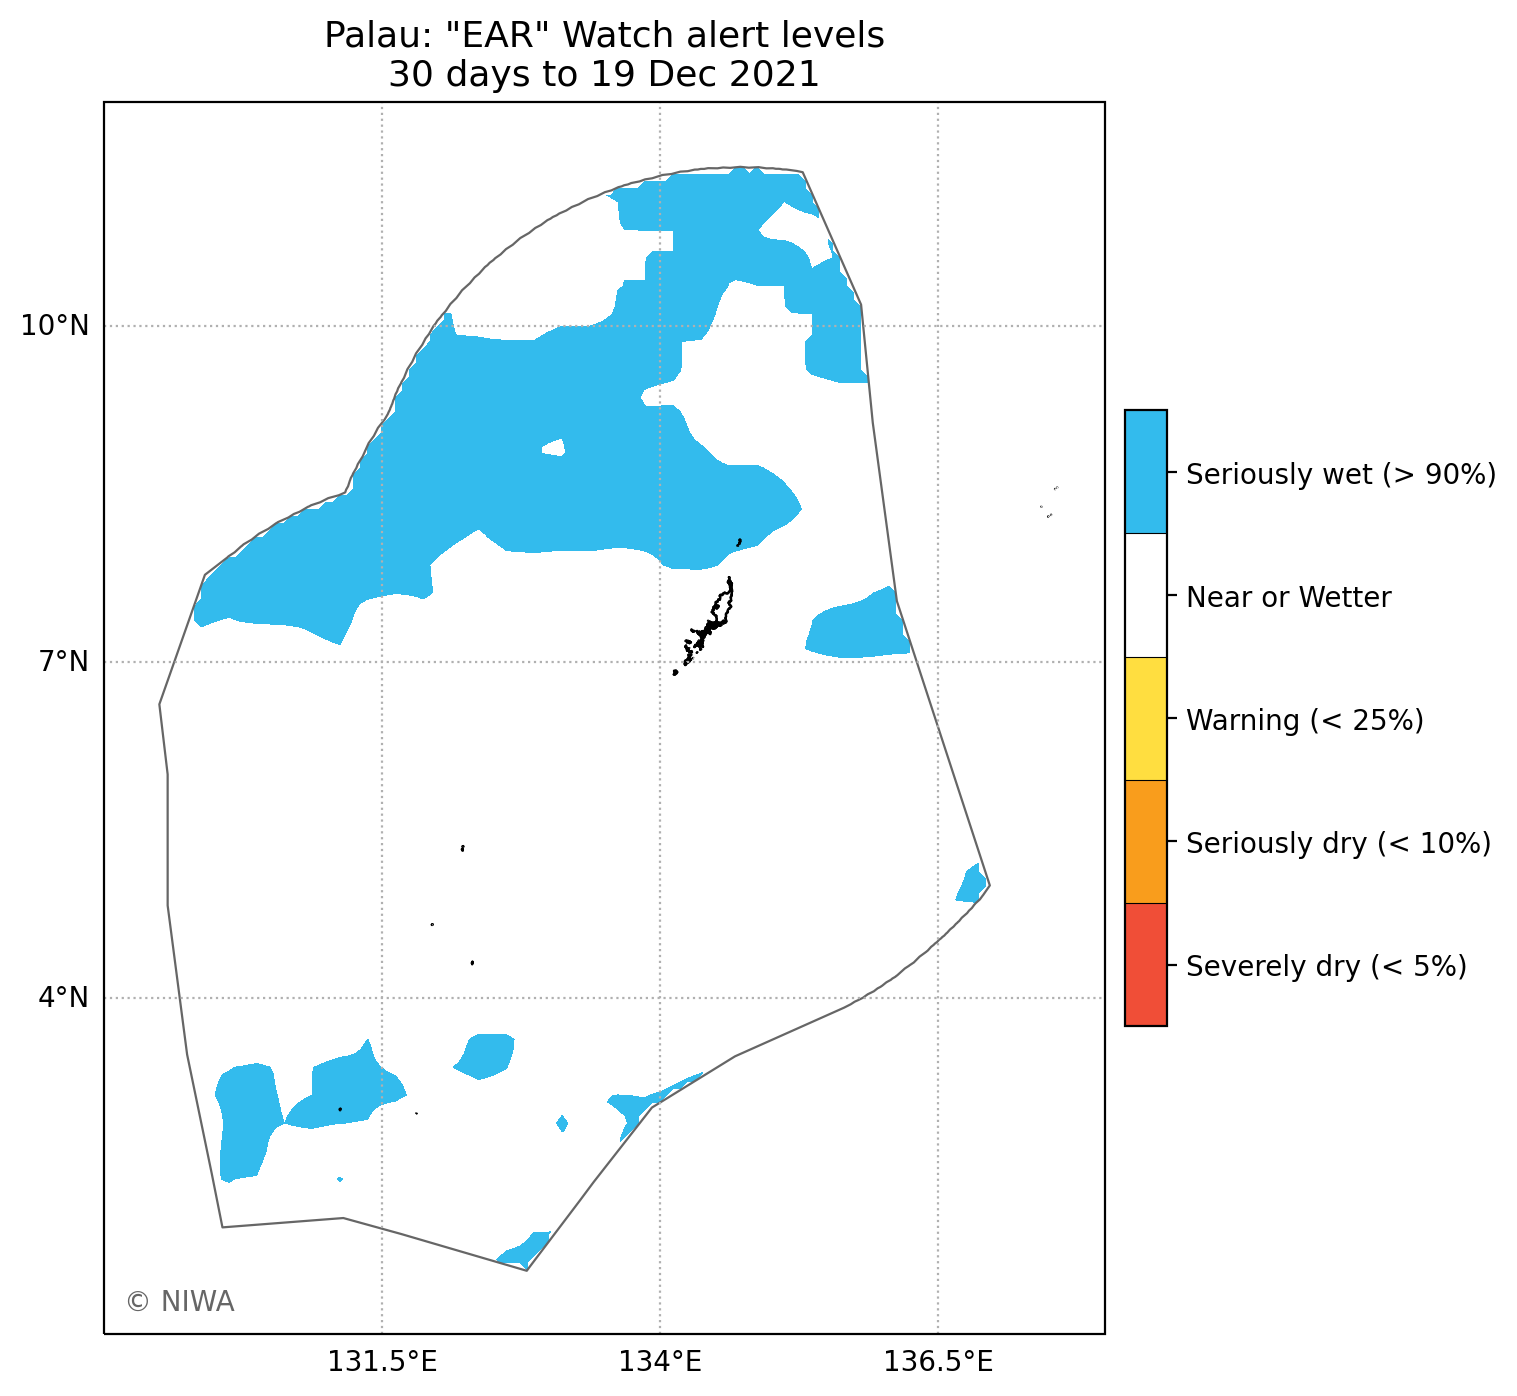 Palau: "EAR" Watch alert levels
30 days to 19 Dec 2021
10°N
7°N
4°N
131.5°E
134°E
136.5°E
Seriously wet (> 90%)
Near or Wetter
Warning (< 25%)
Seriously dry (< 10%)
Severely dry (< 5%)
© NIWA